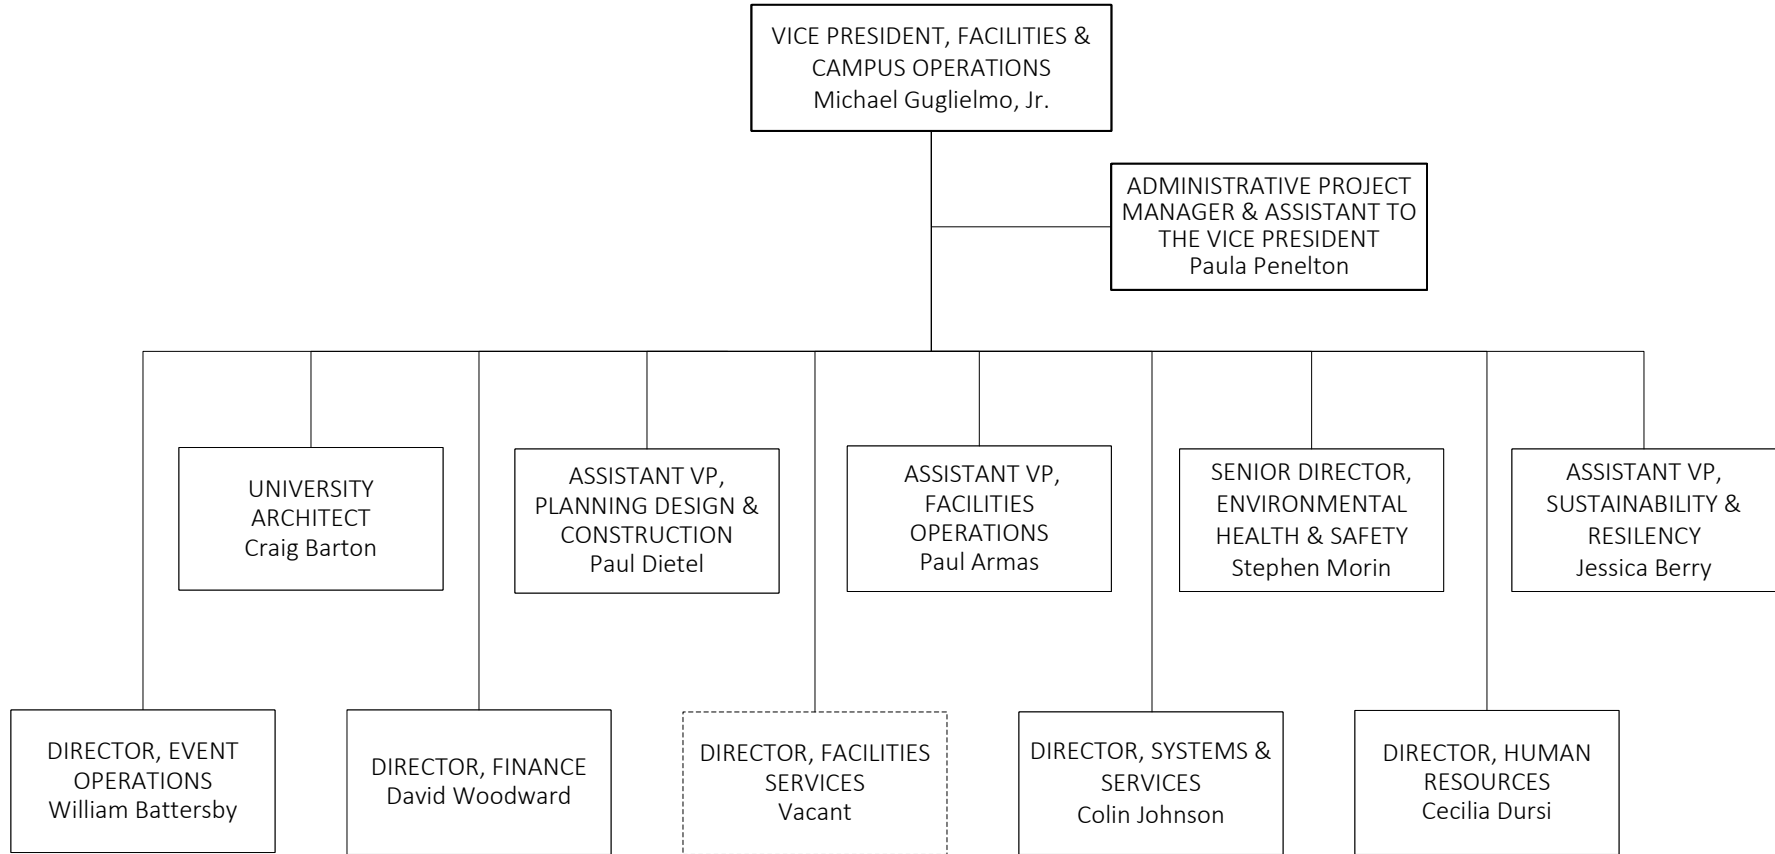 VICE PRESIDENT, FACILITIES &
CAMPUS OPERATIONS
Michael Guglielmo, Jr.
ADMINISTRATIVE PROJECT
MANAGER & ASSISTANT TO
THE VICE PRESIDENT
Paula Penelton
UNIVERSITY
ARCHITECT
Craig Barton
ASSISTANT VP,
PLANNING DESIGN &
CONSTRUCTION
Paul Dietel
ASSISTANT VP,
FACILITIES
OPERATIONS
Paul Armas
SENIOR DIRECTOR,
ENVIRONMENTAL
HEALTH & SAFETY
Stephen Morin
ASSISTANT VP,
SUSTAINABILITY &
RESILENCY
Jessica Berry
DIRECTOR, EVENT
OPERATIONS
William Battersby
DIRECTOR, FINANCE
David Woodward
DIRECTOR, FACILITIES
SERVICES
Vacant
DIRECTOR, SYSTEMS &
SERVICES
Colin Johnson
DIRECTOR, HUMAN
RESOURCES
Cecilia Dursi